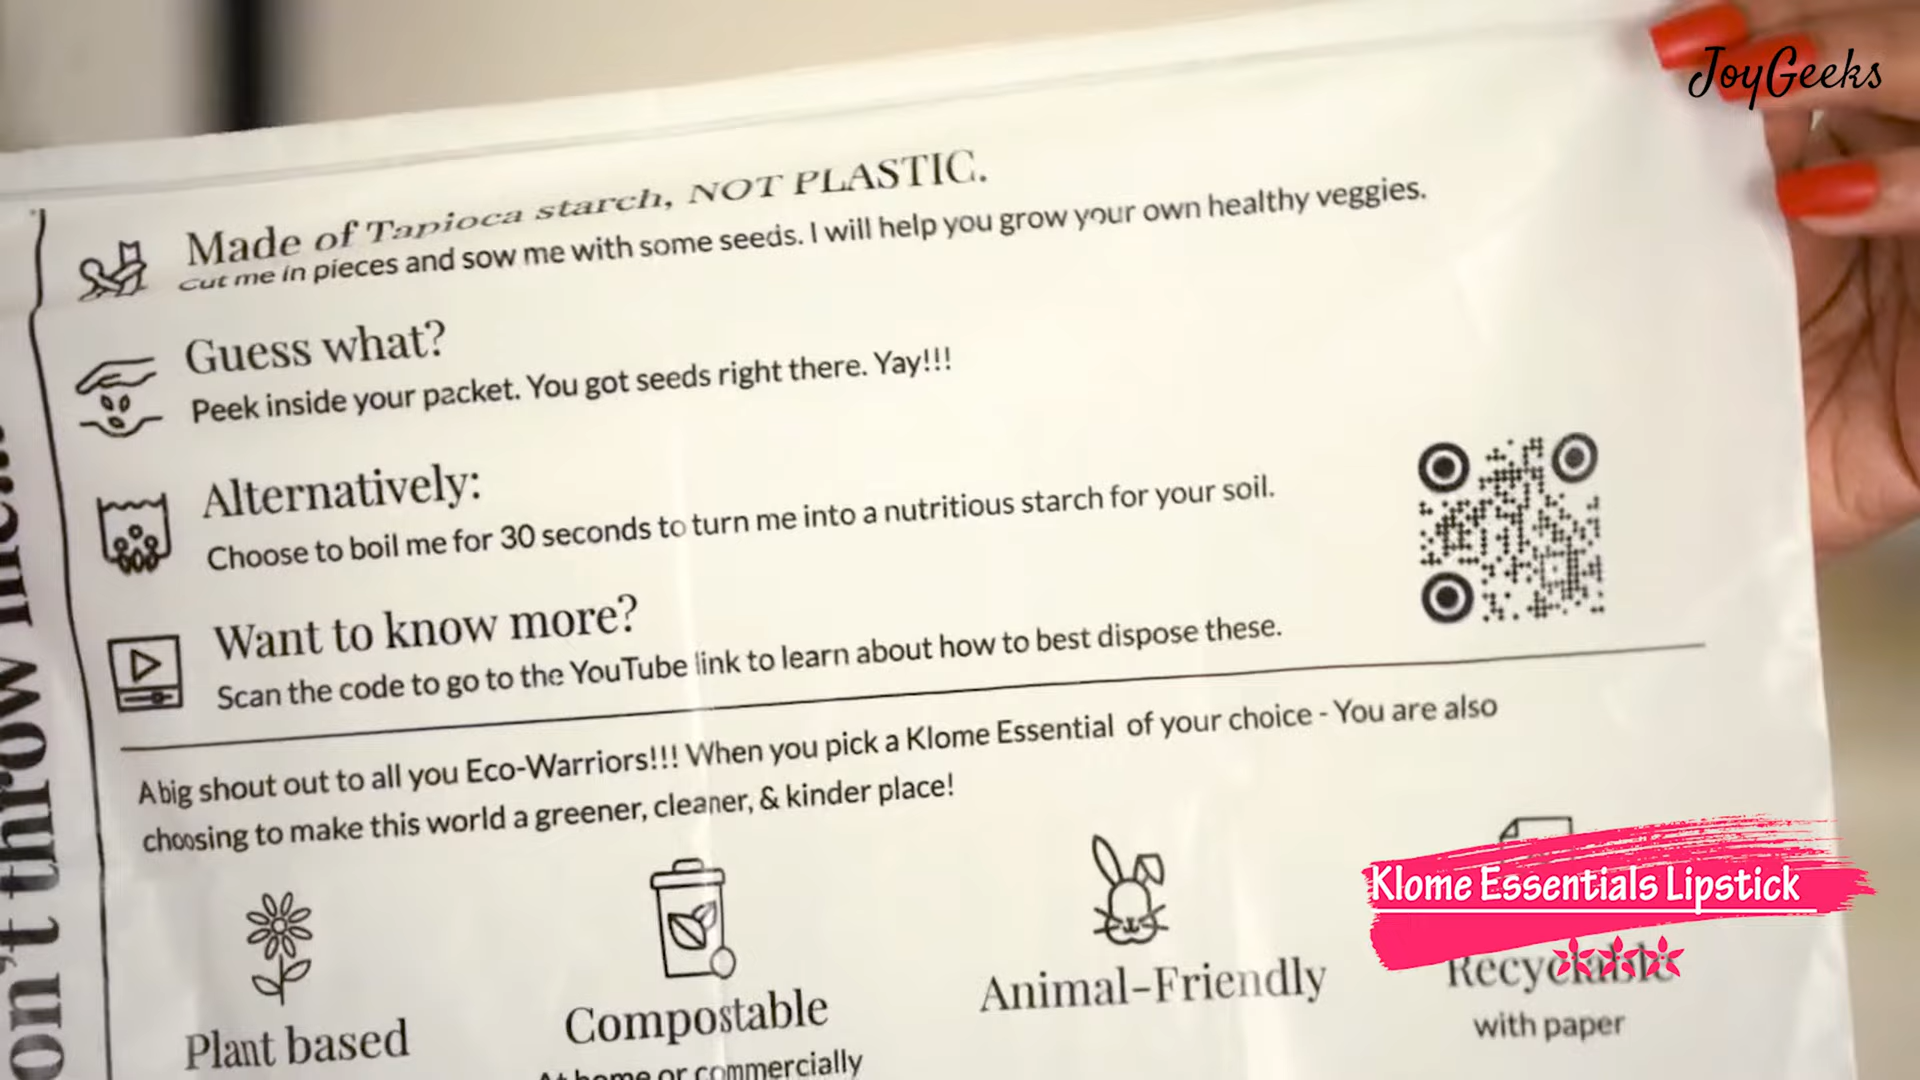 JoyGeeks
Made of Tapioca starch, NOT PLASTIC.
Cut me in pieces and sow me with some seeds. I will help you grow your own healthy veggies.
Guess what?
Peek inside your packet. You got seeds right there. Yay!!!
Alternatively:
Choose to boil me for 30 seconds to turn me into a nutritious starch for your soil.
Want to know more?
Scan the code to go to the YouTube link to learn about how to best dispose these.
A big shout out to all you Eco-Warriors!!! When you pick a Klome Essential of your choice - You are also
choosing to make this world a greener, cleaner, & kinder place!
Plant based
Compostable
At home or commercially
Animal-Friendly
Recyclable
with paper
Klome Essentials Lipstick
on't throw me...